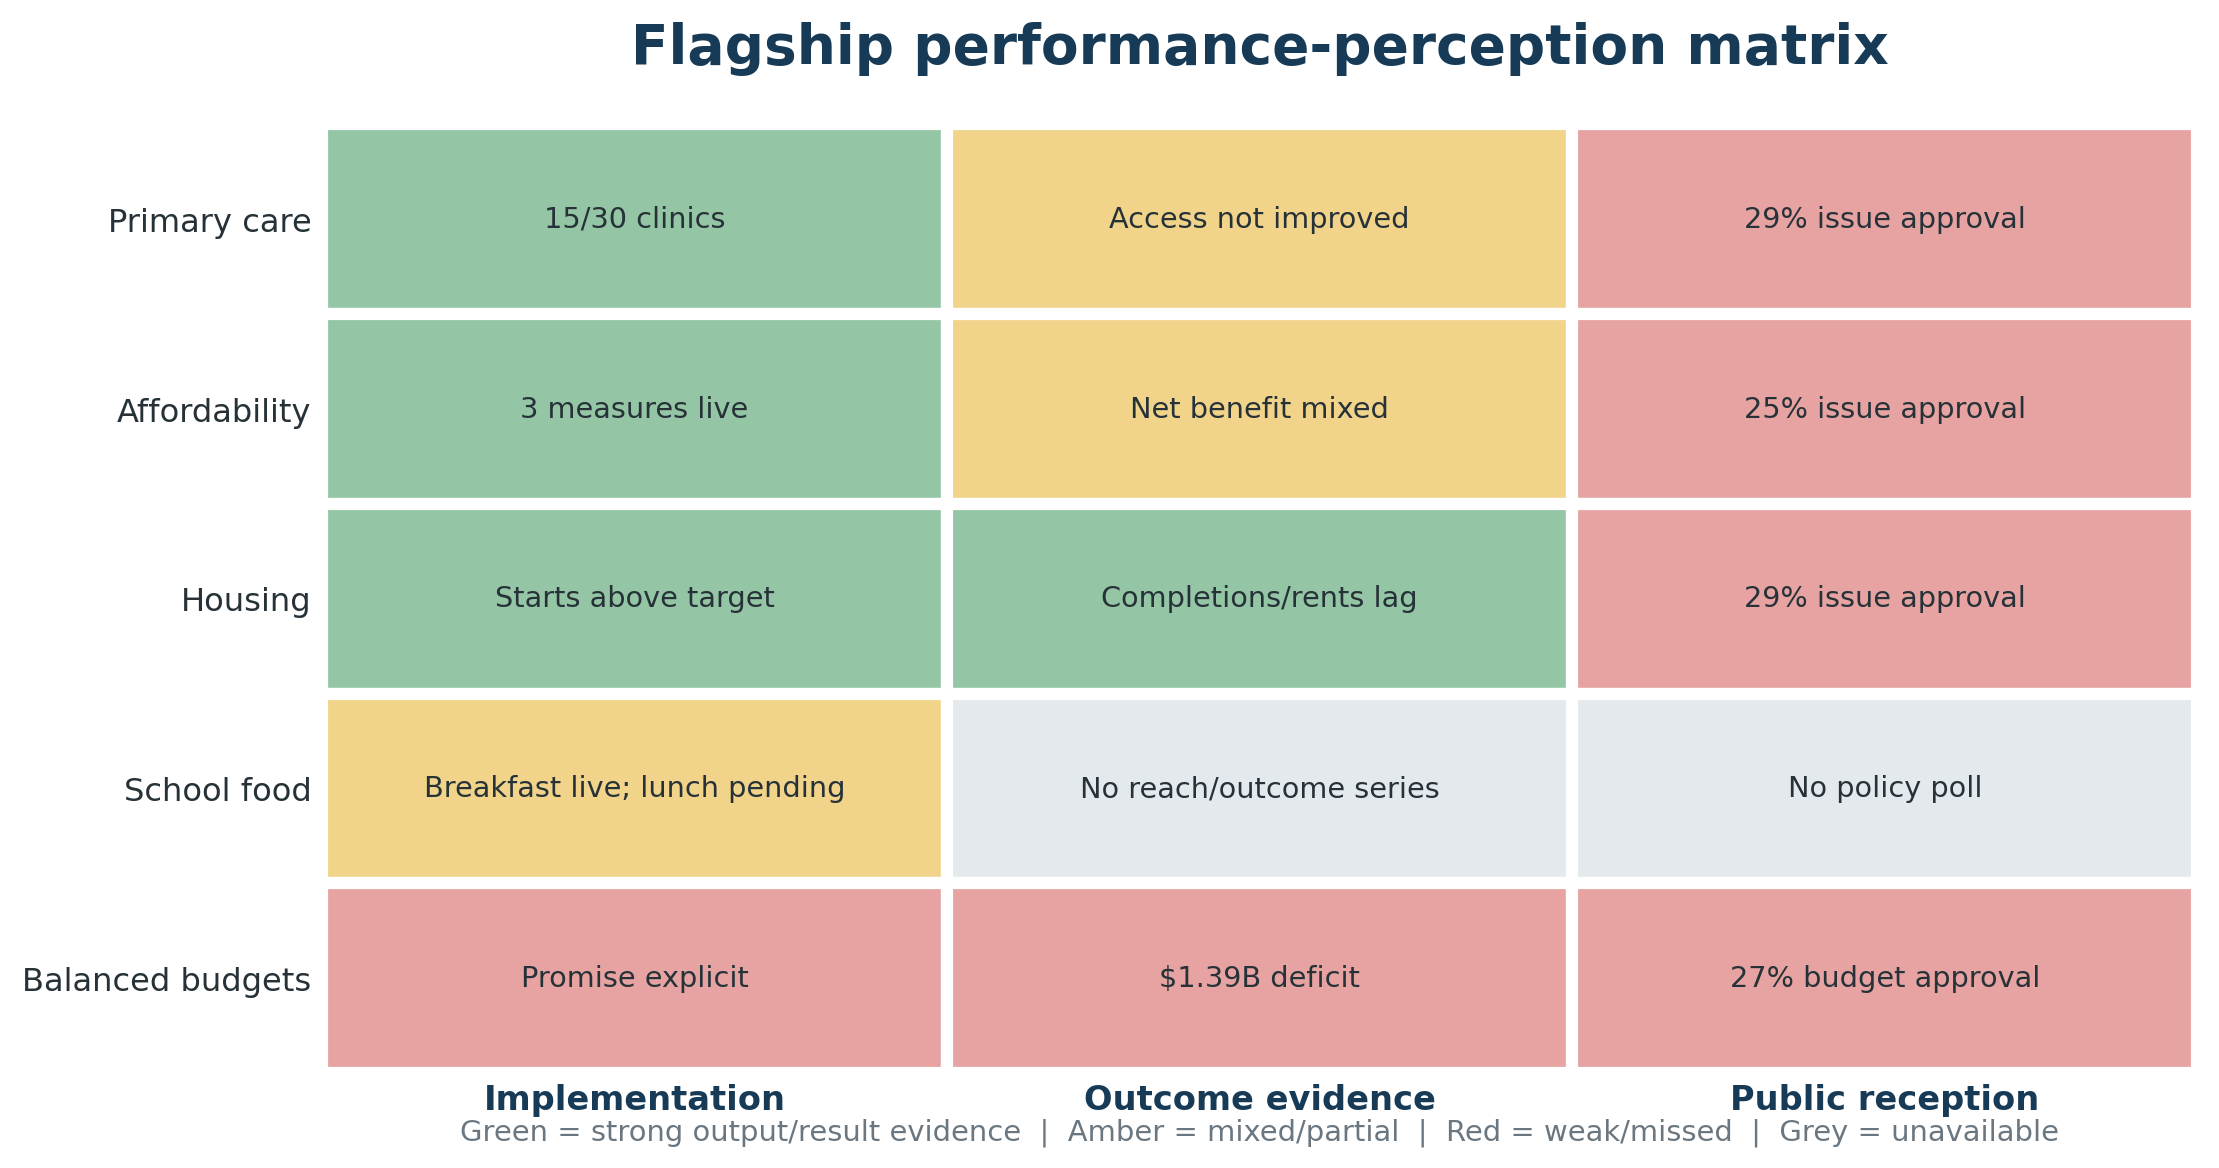 Flagship performance-perception matrix
Primary care
15/30 clinics
Access not improved
29% issue approval
Affordability
3 measures live
Net benefit mixed
25% issue approval
Housing
Starts above target
Completions/rents lag
29% issue approval
School food
Breakfast live; lunch pending
No reach/outcome series
No policy poll
Balanced budgets
Promise explicit
$1.39B deficit
27% budget approval
Implementation
Outcome evidence
Public reception
Green = strong output/result evidence | Amber = mixed/partial | Red = weak/missed | Grey = unavailable